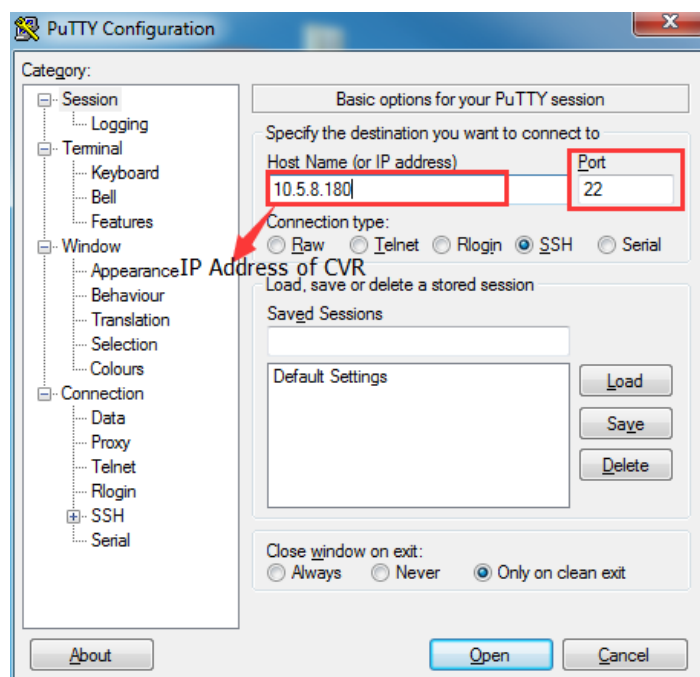 PuTTY Configuration
x
Category:
Session
Logging
Terminal
Keyboard
Bell
Features
Window
Appearance
Behaviour
Translation
Selection
Colours
Connection
Data
Proxy
Telnet
Rlogin
SSH
Serial
Basic options for your PuTTY session
Specify the destination you want to connect to
Host Name (or IP address) Port
10.5.8.180 22
Connection type:
Raw Telnet Rlogin SSH Serial
IP Address of CVR
Load, save or delete a stored session
Saved Sessions
Default Settings
Load
Save
Delete
Close window on exit:
Always Never Only on clean exit
About Open Cancel